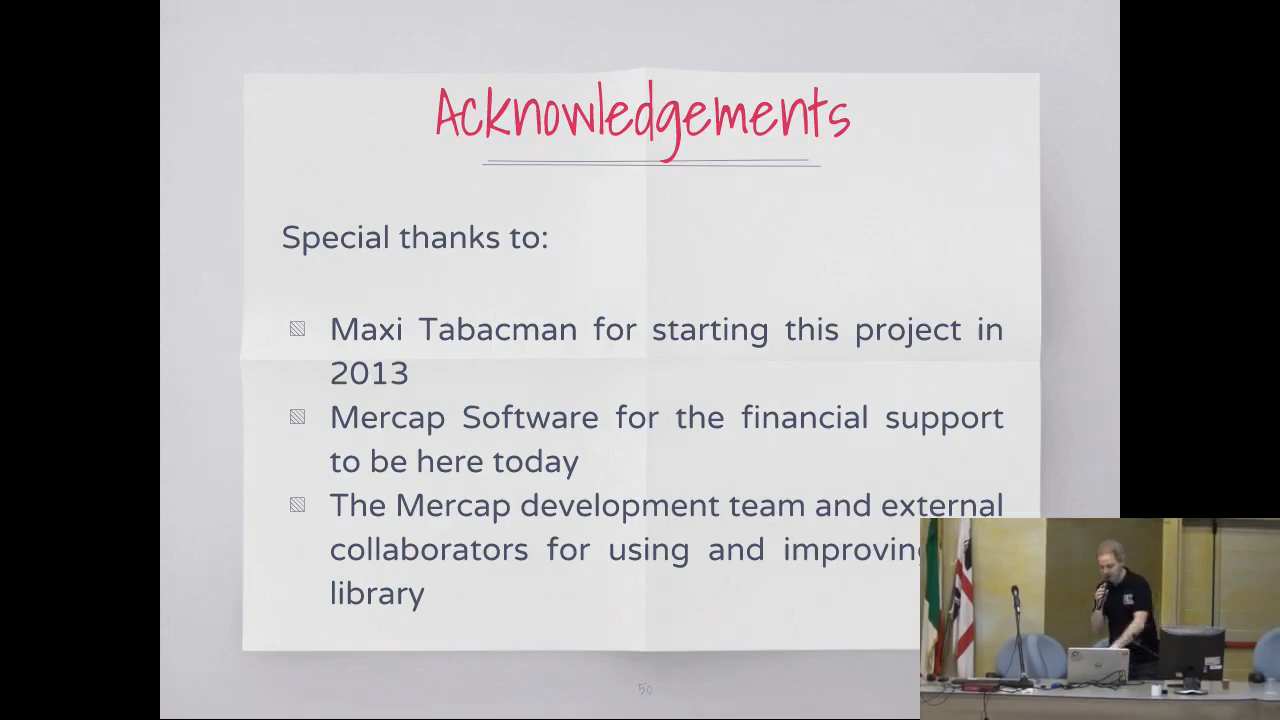 Acknowledgements
Special thanks to:
Maxi Tabacman for starting this project in
2013
Mercap Software for the financial support
to be here today
The Mercap development team and external
collaborators for using and improving
library
50